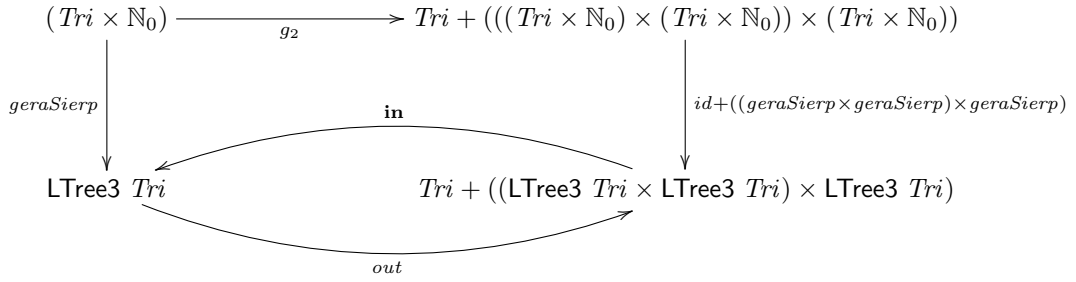 (Tri × ℕ₀) g₂ Tri + (((Tri × ℕ₀) × (Tri × ℕ₀)) × (Tri × ℕ₀))
geraSierp in id+((geraSierp×geraSierp)×geraSierp)
LTree3 Tri Tri + ((LTree3 Tri × LTree3 Tri) × LTree3 Tri)
out